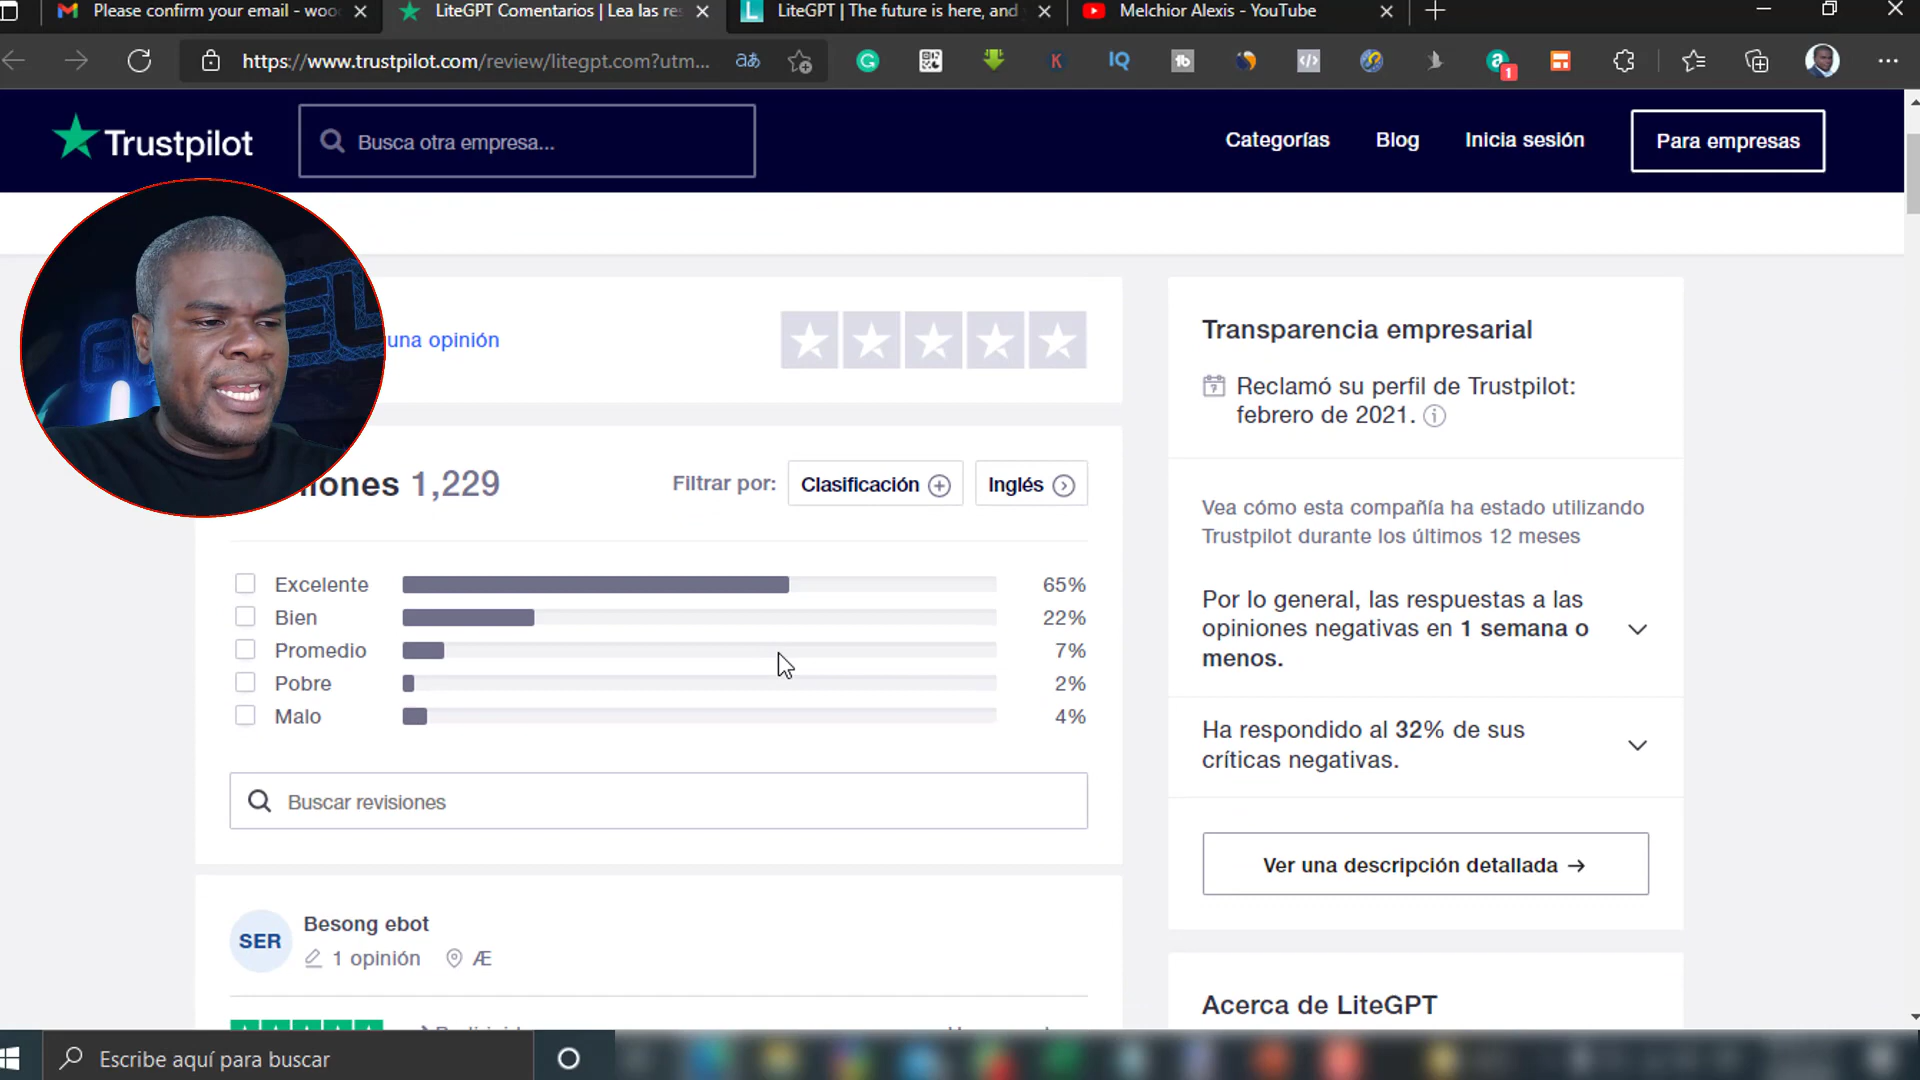 Please confirm your email - woo
LiteGPT Comentarios | Lea las res
LiteGPT | The future is here, and
Melchior Alexis - YouTube
https://www.trustpilot.com/review/litegpt.com?utm...
aあ
IQ
K
tb
a
1
Trustpilot
Busca otra empresa...
Categorías
Blog
Inicia sesión
Para empresas
una opinión
Transparencia empresarial
Reclamó su perfil de Trustpilot:
febrero de 2021.
iones 1,229
Filtrar por:
Clasificación
Inglés
Vea cómo esta compañía ha estado utilizando
Trustpilot durante los últimos 12 meses
Excelente 65%
Bien 22%
Promedio 7%
Pobre 2%
Malo 4%
Por lo general, las respuestas a las
opiniones negativas en 1 semana o
menos.
Ha respondido al 32% de sus
críticas negativas.
Buscar revisiones
Ver una descripción detallada →
SER
Besong ebot
1 opinión
Æ
Acerca de LiteGPT
Escribe aquí para buscar